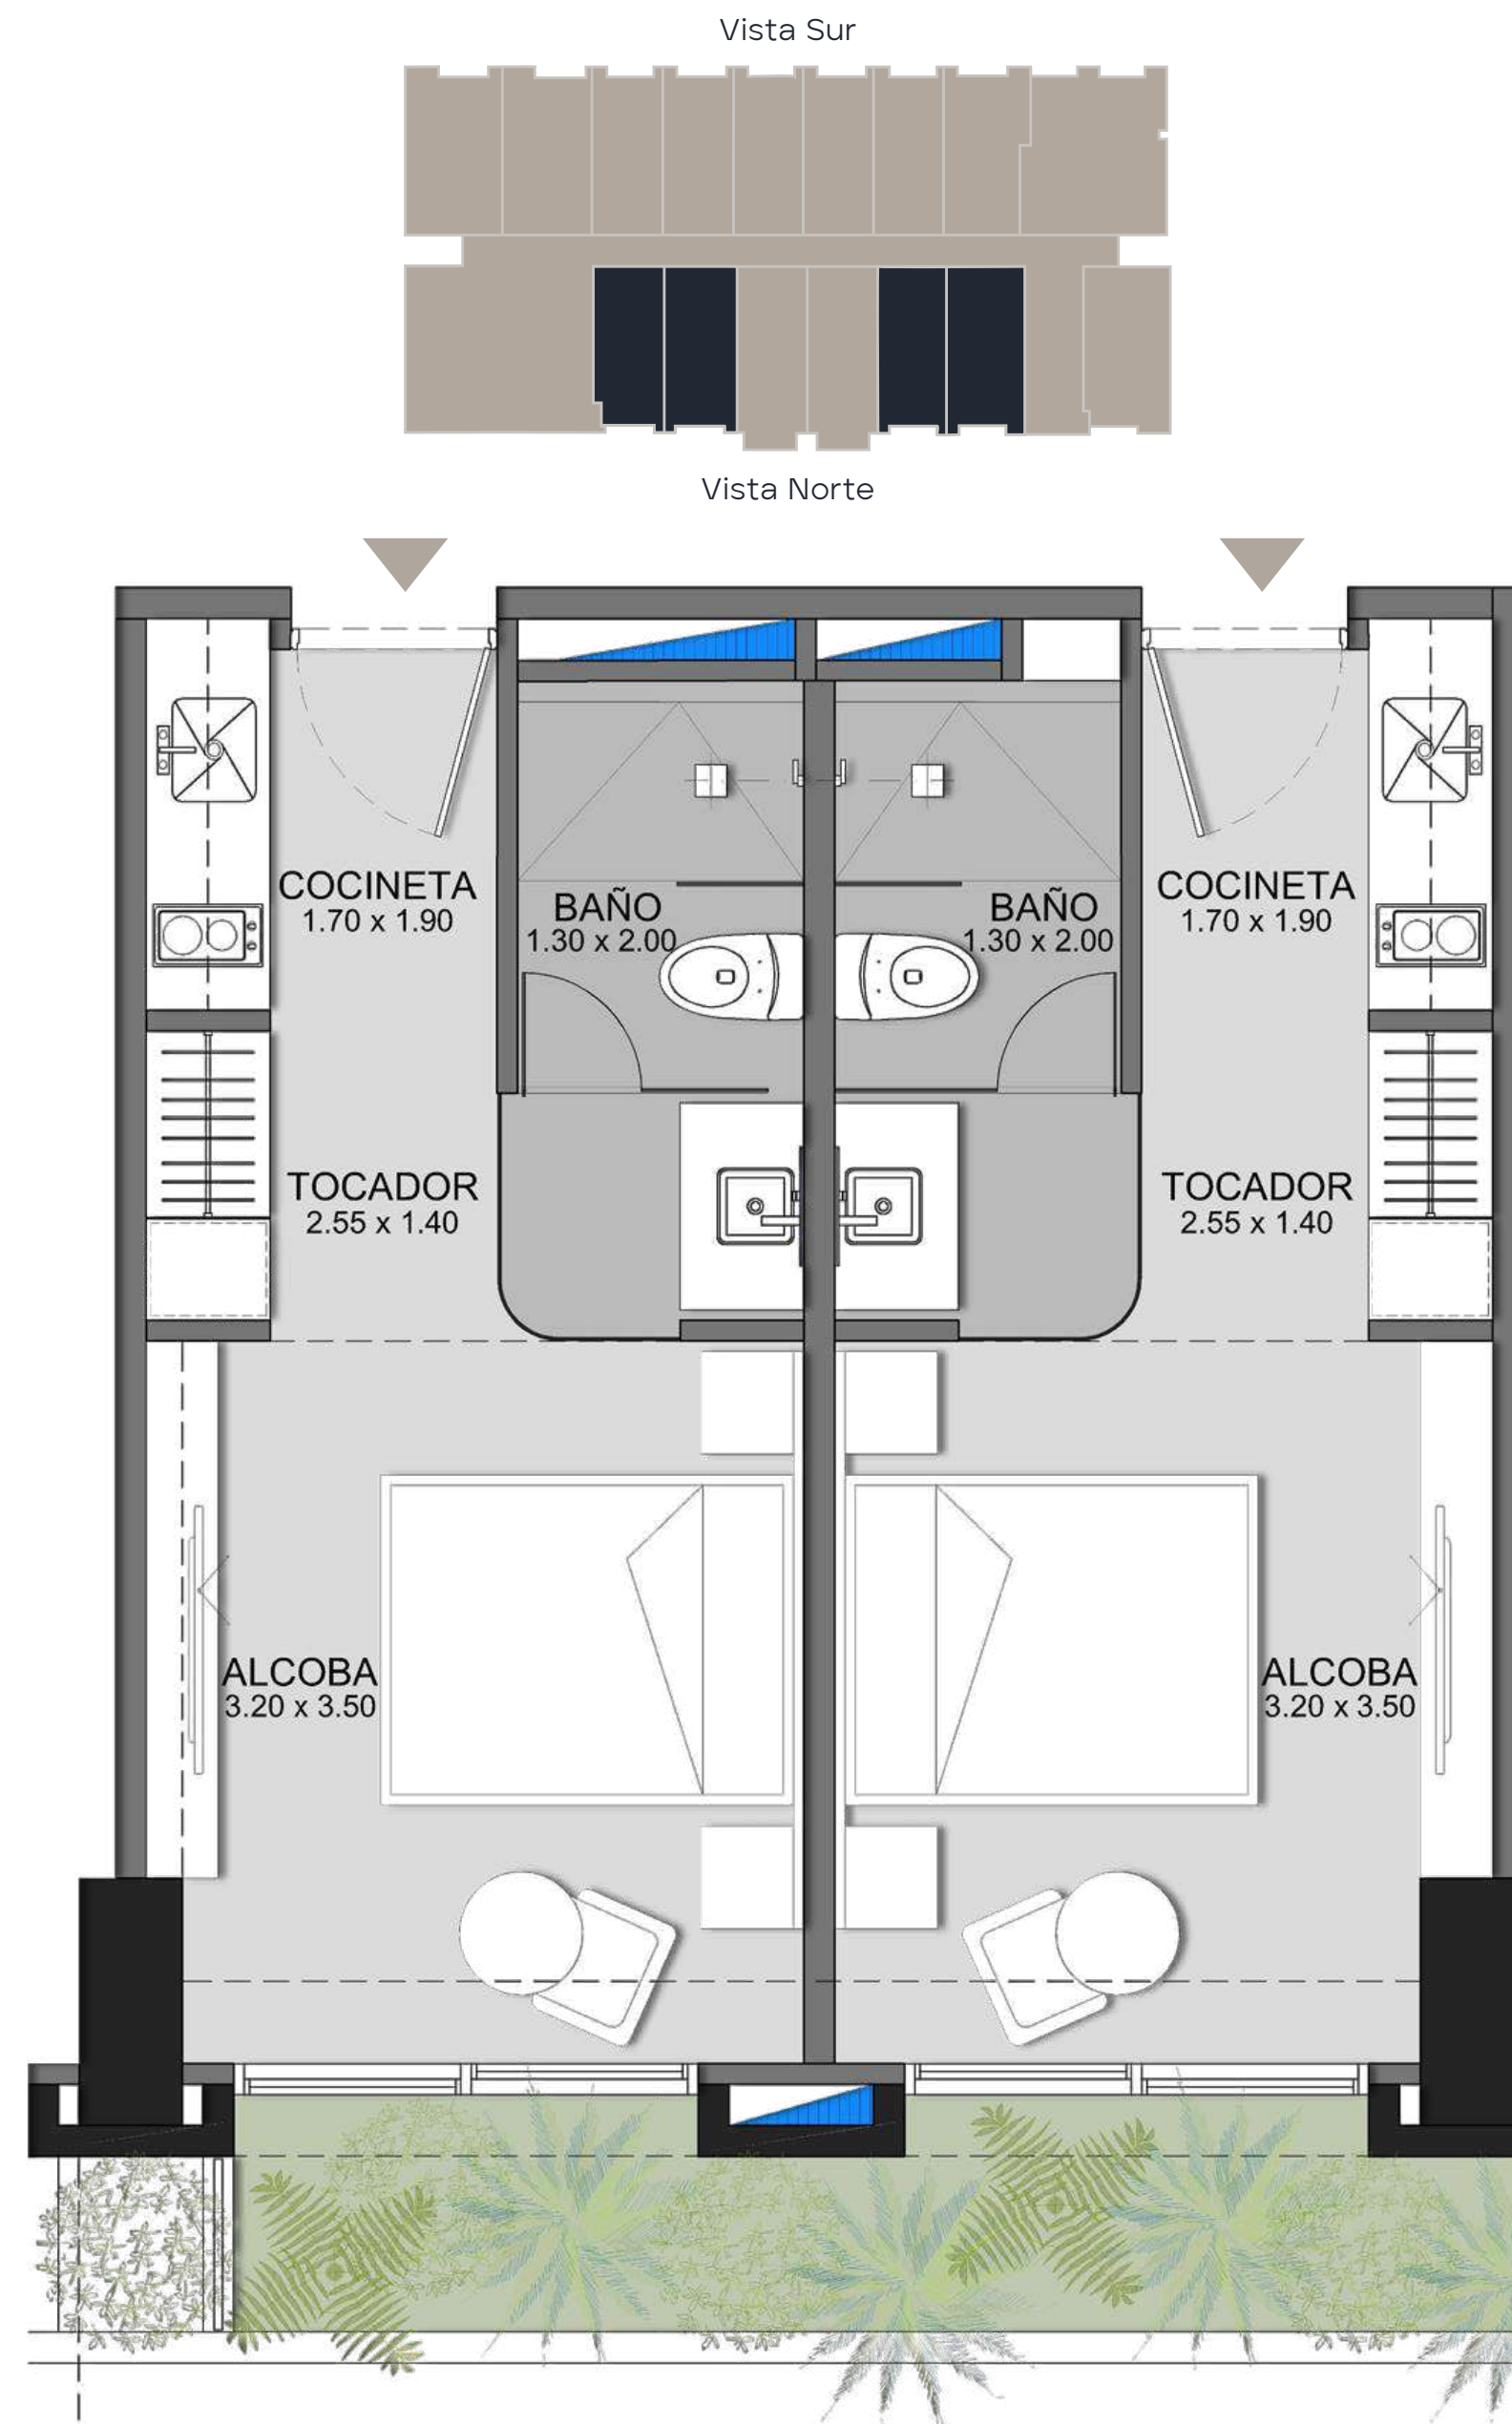 Vista Sur
Vista Norte
COCINETA
1.70 x 1.90
BAÑO
1.30 x 2.00
BAÑO
1.30 x 2.00
COCINETA
1.70 x 1.90
TOCADOR
2.55 x 1.40
TOCADOR
2.55 x 1.40
ALCOBA
3.20 x 3.50
ALCOBA
3.20 x 3.50